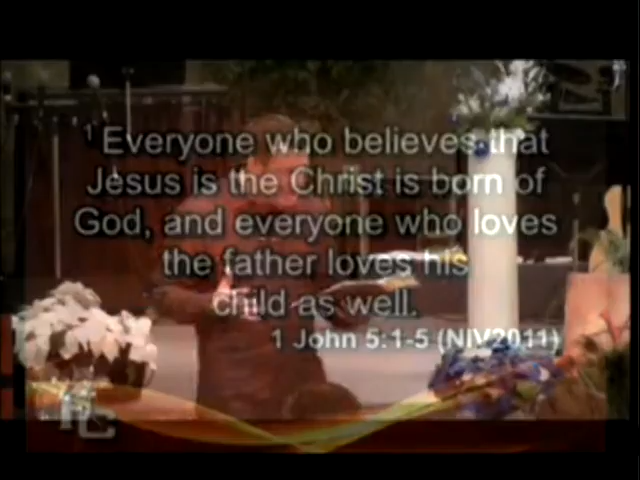 1 Everyone who believes that
Jesus is the Christ is born of
God, and everyone who loves
the father loves his
child as well.
1 John 5:1-5 (NIV2011)
PC